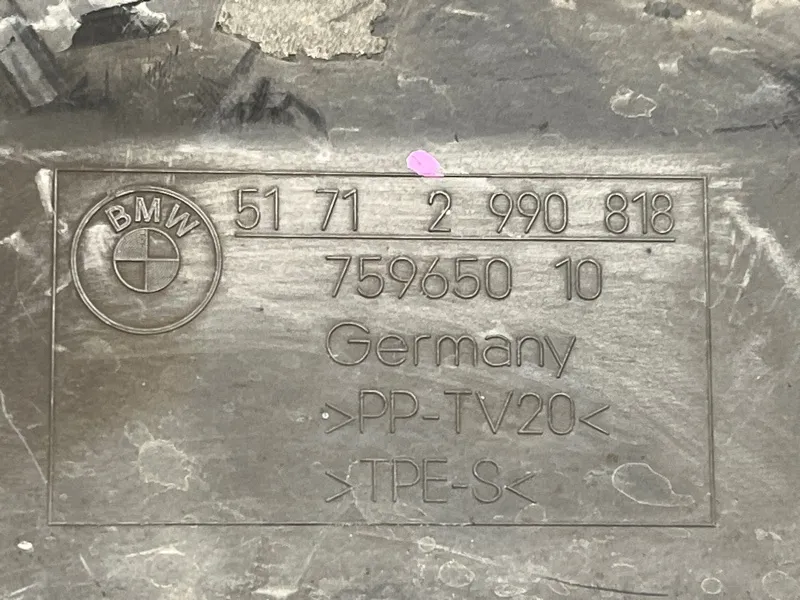 BMW
51 71 2 990 818
759650 10
Germany
>PP-TV20<
>TPE-S<